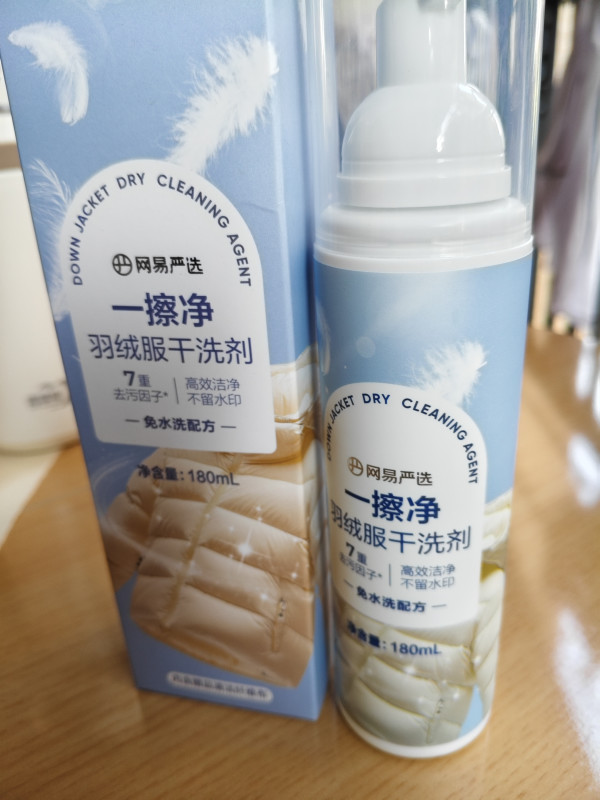 DOWN JACKET DRY CLEANING AGENT
网易严选
一擦净
羽绒服干洗剂
7重
去污因子*
高效洁净
不留水印
免水洗配方
净含量:180mL
DOWN JACKET DRY CLEANING AGENT
网易严选
一擦净
羽绒服干洗剂
7重
去污因子*
高效洁净
不留水印
免水洗配方
净含量:180mL